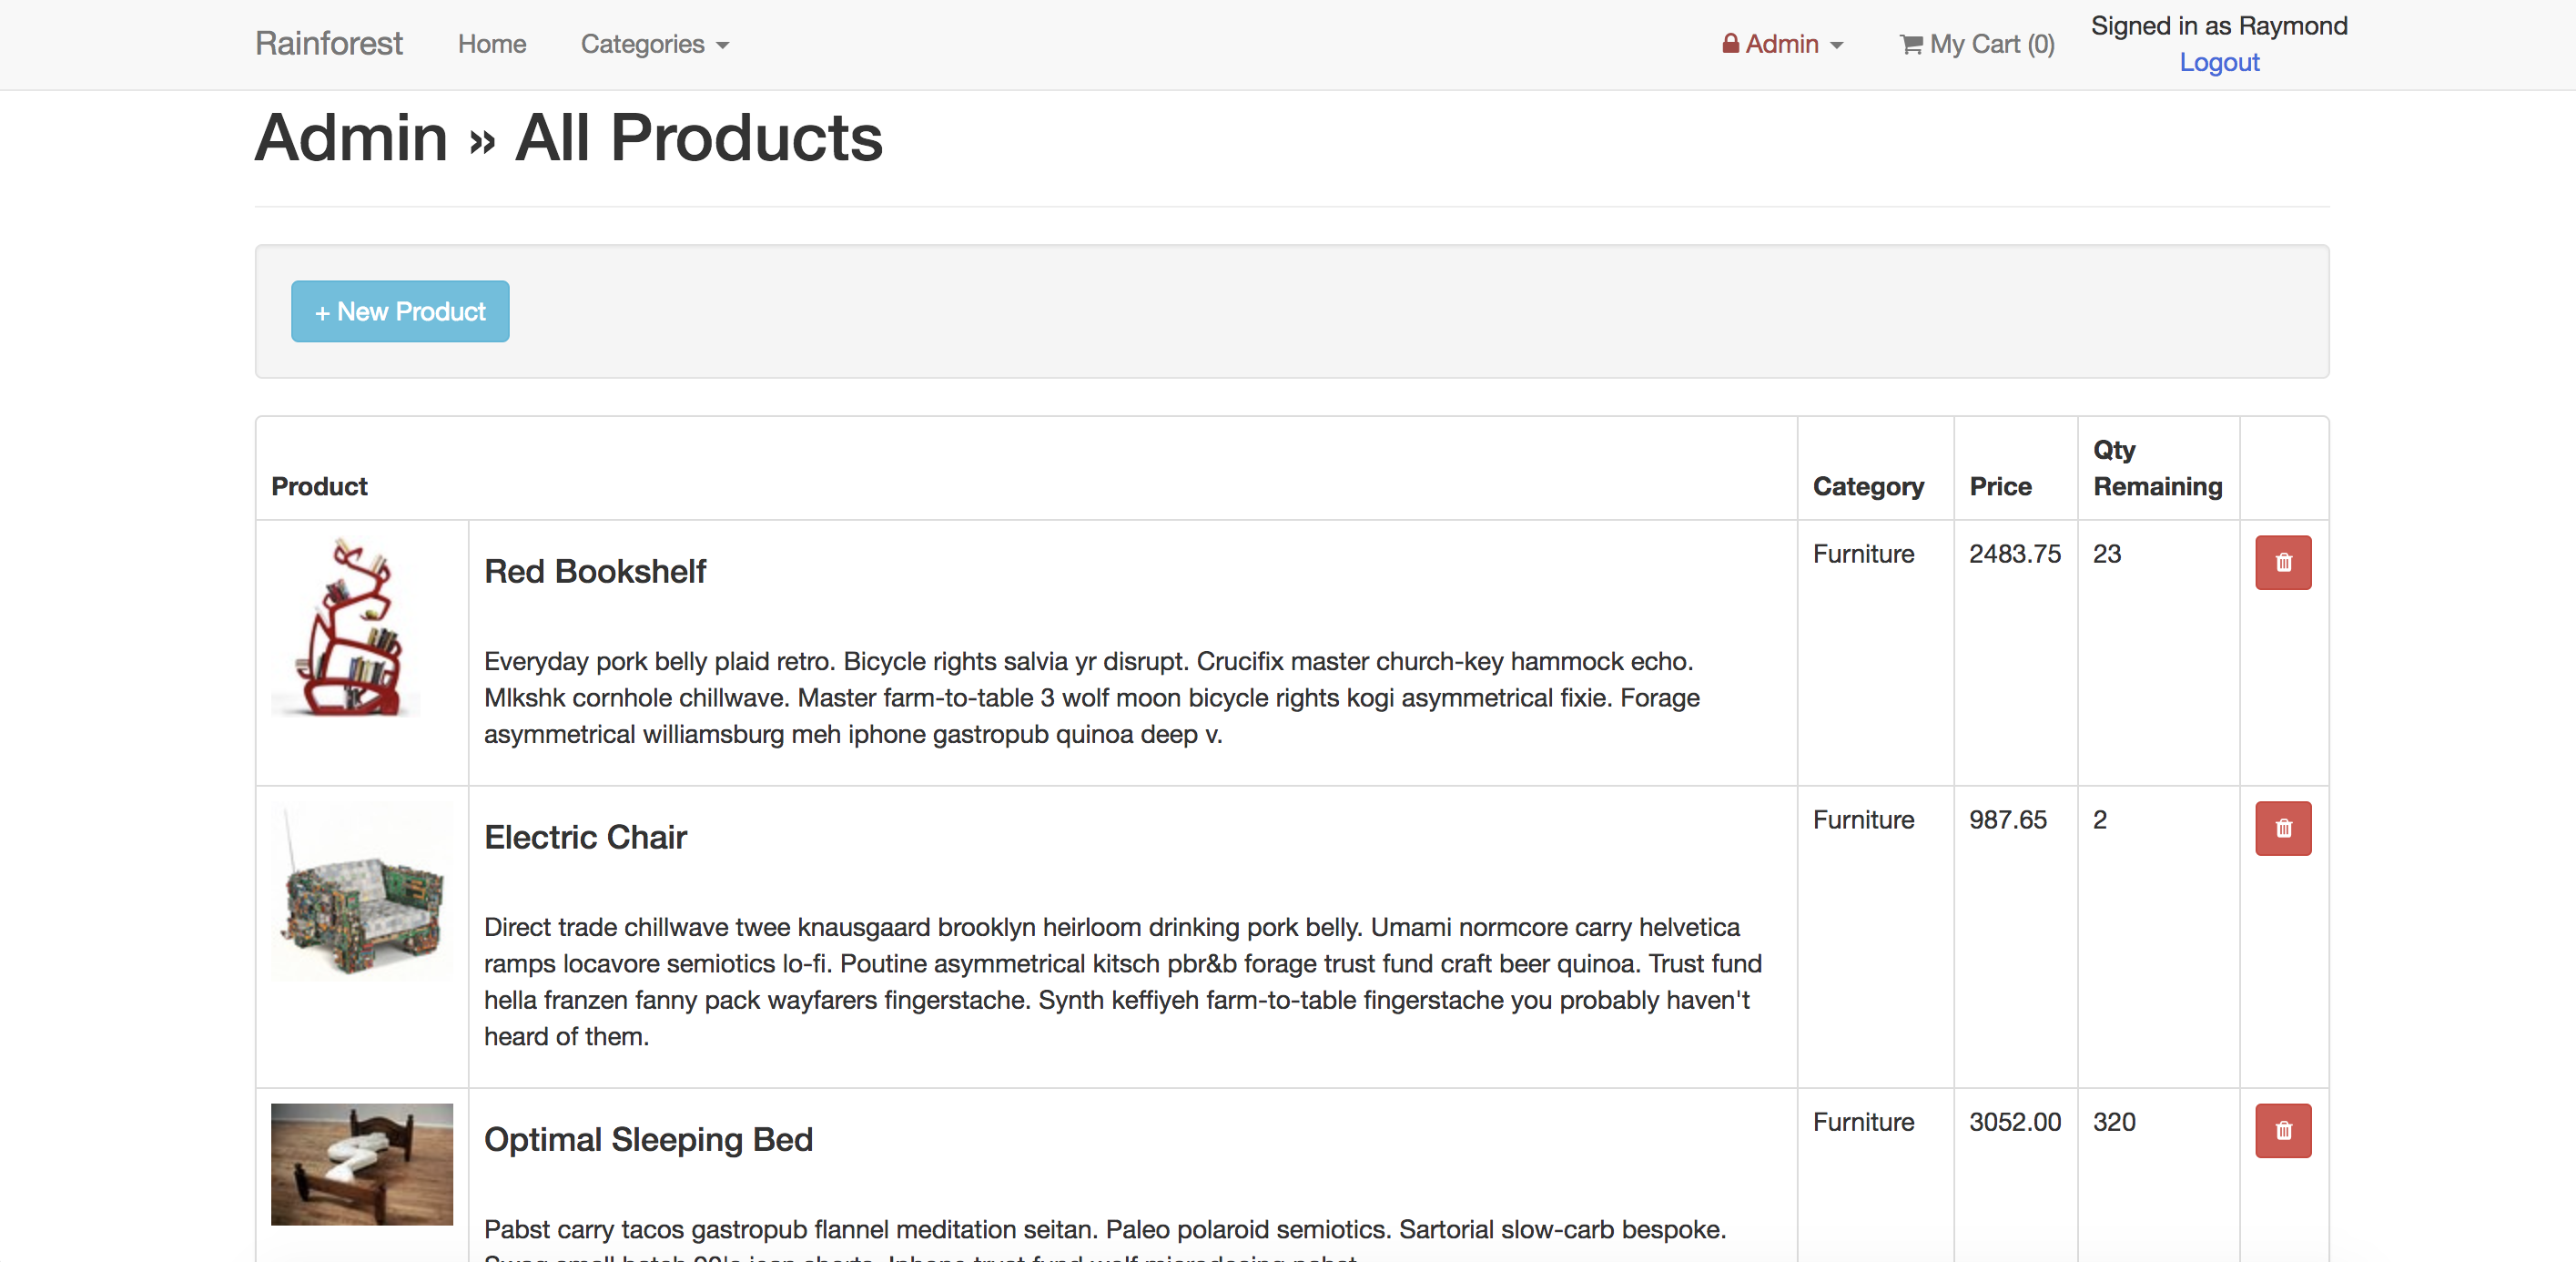 Rainforest Home Categories Admin My Cart (0) Signed in as Raymond
Logout
Admin » All Products
+ New Product
Product Category Price Qty Remaining
Red Bookshelf Furniture 2483.75 23
Everyday pork belly plaid retro. Bicycle rights salvia yr disrupt. Crucifix master church-key hammock echo.
Mlkshk cornhole chillwave. Master farm-to-table 3 wolf moon bicycle rights kogi asymmetrical fixie. Forage
asymmetrical williamsburg meh iphone gastropub quinoa deep v.
Electric Chair Furniture 987.65 2
Direct trade chillwave twee knausgaard brooklyn heirloom drinking pork belly. Umami normcore carry helvetica
ramps locavore semiotics lo-fi. Poutine asymmetrical kitsch pbr&b forage trust fund craft beer quinoa. Trust fund
hella franzen fanny pack wayfarers fingerstache. Synth keffiyeh farm-to-table fingerstache you probably haven't
heard of them.
Optimal Sleeping Bed Furniture 3052.00 320
Pabst carry tacos gastropub flannel meditation seitan. Paleo polaroid semiotics. Sartorial slow-carb bespoke.